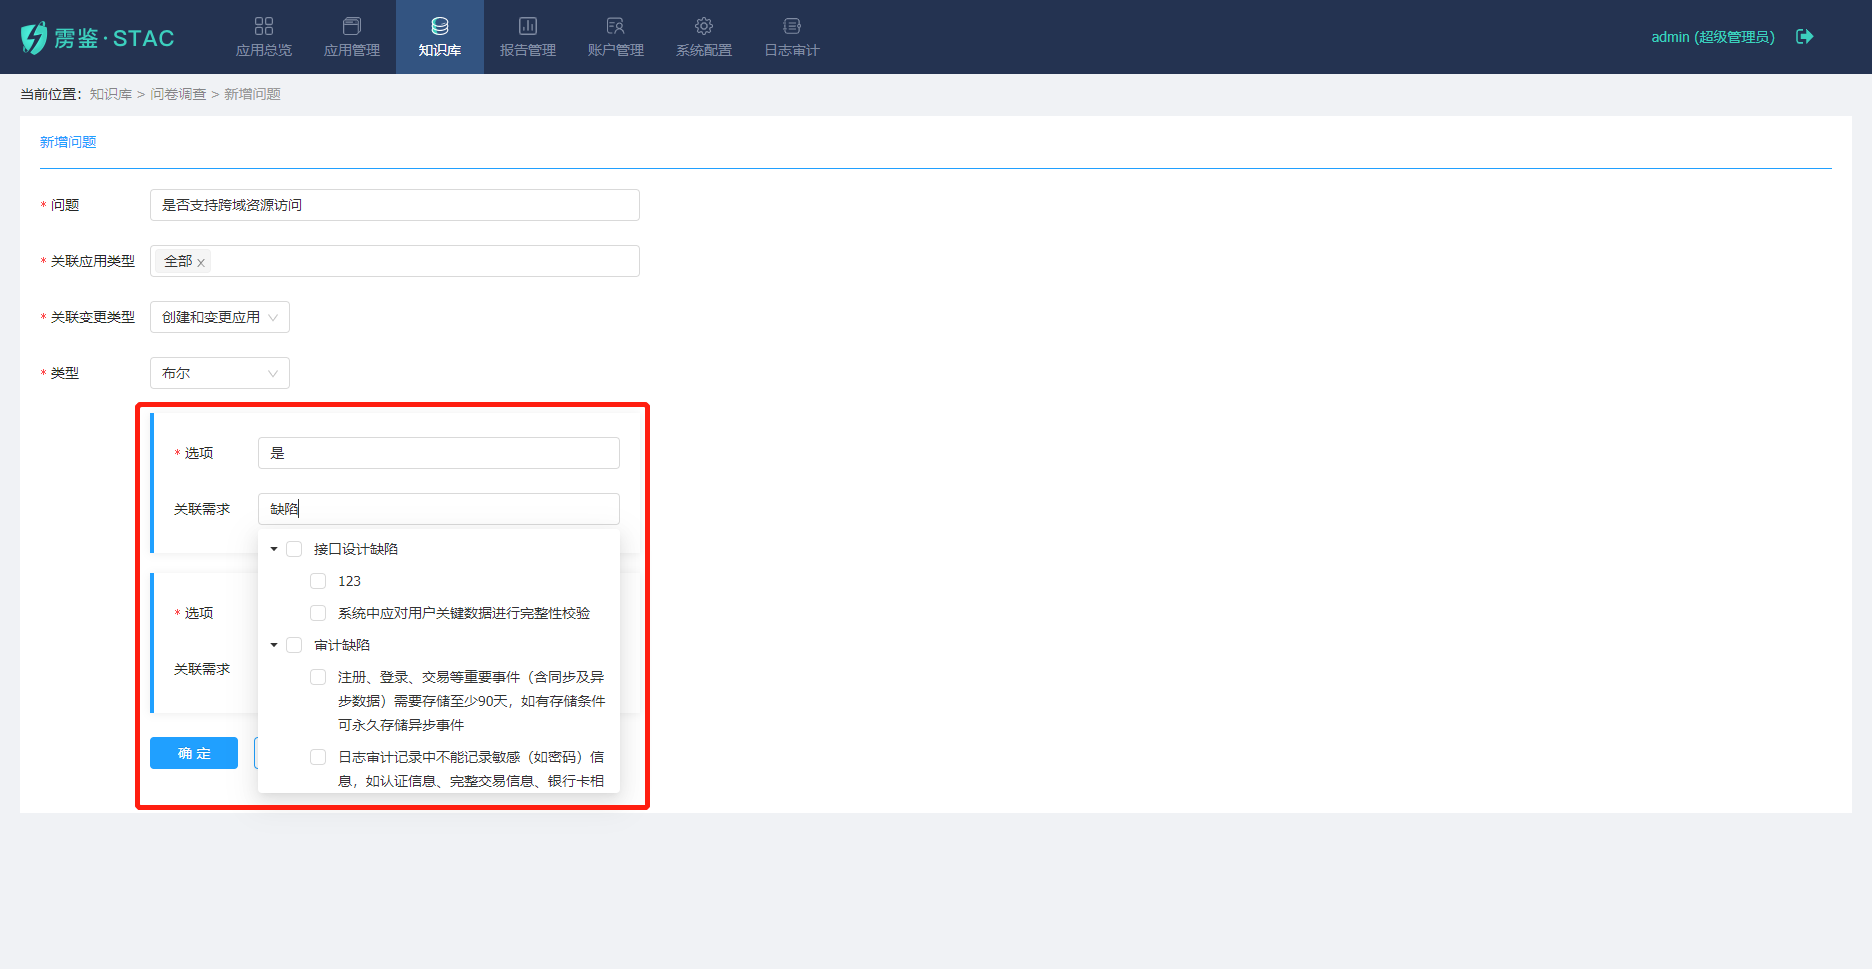 雳鉴·STAC
应用总览
应用管理
知识库
报告管理
账户管理
系统配置
日志审计
admin (超级管理员)
当前位置：知识库 > 问卷调查 > 新增问题
新增问题
* 问题
是否支持跨域资源访问
* 关联应用类型
全部 ×
* 关联变更类型
创建和变更应用
* 类型
布尔
* 选项
是
关联需求
缺陷
接口设计缺陷
123
系统中应对用户关键数据进行完整性校验
审计缺陷
注册、登录、交易等重要事件（含同步及异
步数据）需要存储至少90天，如有存储条件
可永久存储异步事件
日志审计记录中不能记录敏感（如密码）信
息，如认证信息、完整交易信息、银行卡相
* 选项
关联需求
确 定